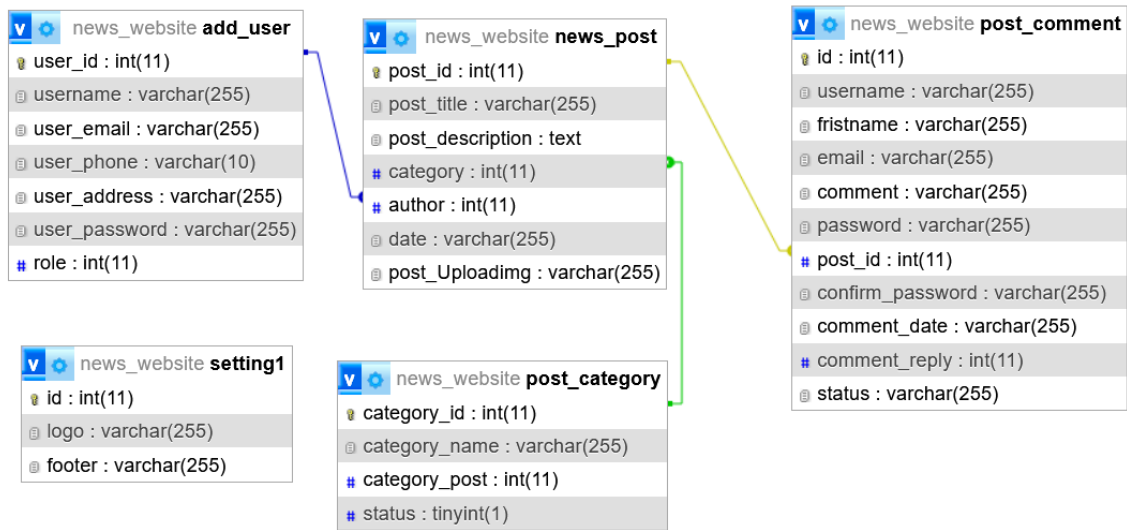 news_website add_user
user_id : int(11)
username : varchar(255)
user_email : varchar(255)
user_phone : varchar(10)
user_address : varchar(255)
user_password : varchar(255)
role : int(11)
news_website news_post
post_id : int(11)
post_title : varchar(255)
post_description : text
category : int(11)
author : int(11)
date : varchar(255)
post_Uploadimg : varchar(255)
news_website post_comment
id : int(11)
username : varchar(255)
fristname : varchar(255)
email : varchar(255)
comment : varchar(255)
password : varchar(255)
post_id : int(11)
confirm_password : varchar(255)
comment_date : varchar(255)
comment_reply : int(11)
status : varchar(255)
news_website setting1
id : int(11)
logo : varchar(255)
footer : varchar(255)
news_website post_category
category_id : int(11)
category_name : varchar(255)
category_post : int(11)
status : tinyint(1)